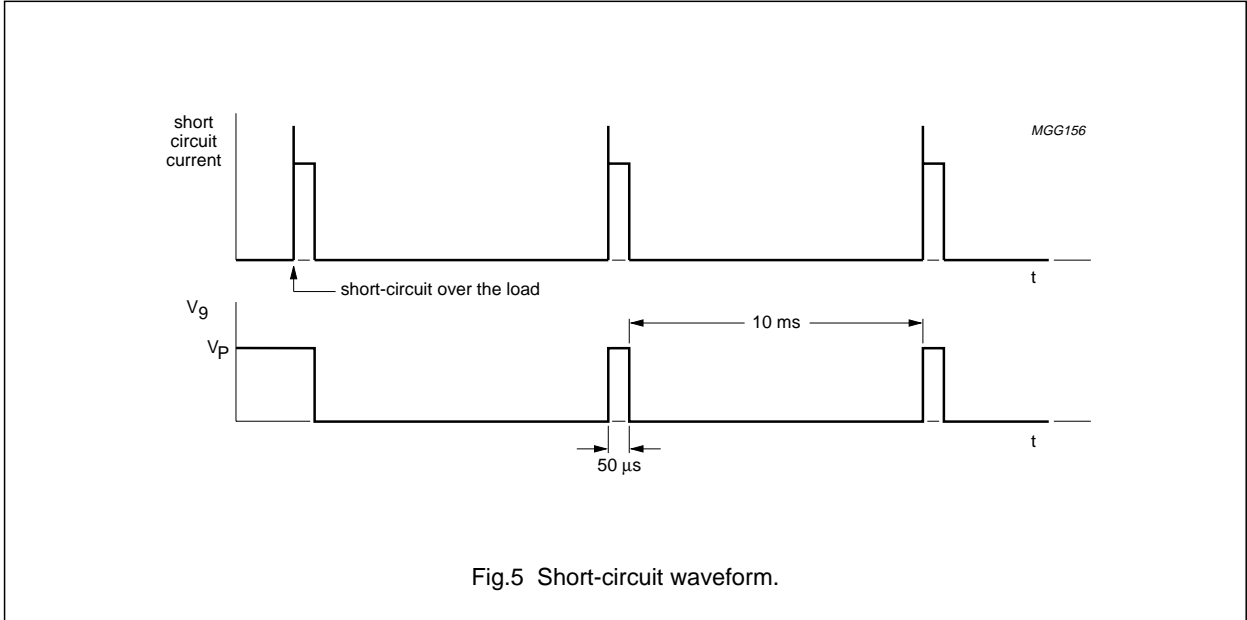 short
circuit
current
MGG156
t
short-circuit over the load
V9
VP
10 ms
t
50 µs
Fig.5 Short-circuit waveform.